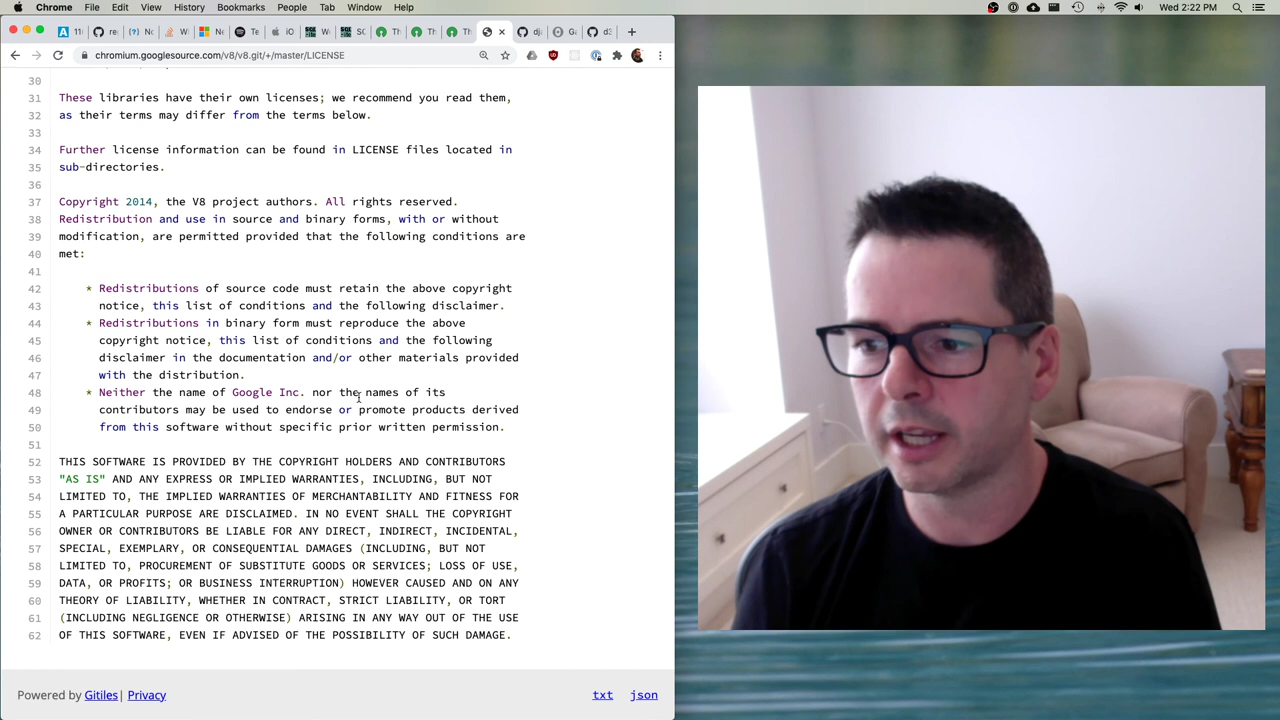 Chrome File Edit View History Bookmarks People Tab Window Help Wed 2:22 PM
chromium.googlesource.com/v8/v8.git/+/master/LICENSE
30
31 These libraries have their own licenses; we recommend you read them,
32 as their terms may differ from the terms below.
33
34 Further license information can be found in LICENSE files located in
35 sub-directories.
36
37 Copyright 2014, the V8 project authors. All rights reserved.
38 Redistribution and use in source and binary forms, with or without
39 modification, are permitted provided that the following conditions are
40 met:
41
42 * Redistributions of source code must retain the above copyright
43 notice, this list of conditions and the following disclaimer.
44 * Redistributions in binary form must reproduce the above
45 copyright notice, this list of conditions and the following
46 disclaimer in the documentation and/or other materials provided
47 with the distribution.
48 * Neither the name of Google Inc. nor the names of its
49 contributors may be used to endorse or promote products derived
50 from this software without specific prior written permission.
51
52 THIS SOFTWARE IS PROVIDED BY THE COPYRIGHT HOLDERS AND CONTRIBUTORS
53 "AS IS" AND ANY EXPRESS OR IMPLIED WARRANTIES, INCLUDING, BUT NOT
54 LIMITED TO, THE IMPLIED WARRANTIES OF MERCHANTABILITY AND FITNESS FOR
55 A PARTICULAR PURPOSE ARE DISCLAIMED. IN NO EVENT SHALL THE COPYRIGHT
56 OWNER OR CONTRIBUTORS BE LIABLE FOR ANY DIRECT, INDIRECT, INCIDENTAL,
57 SPECIAL, EXEMPLARY, OR CONSEQUENTIAL DAMAGES (INCLUDING, BUT NOT
58 LIMITED TO, PROCUREMENT OF SUBSTITUTE GOODS OR SERVICES; LOSS OF USE,
59 DATA, OR PROFITS; OR BUSINESS INTERRUPTION) HOWEVER CAUSED AND ON ANY
60 THEORY OF LIABILITY, WHETHER IN CONTRACT, STRICT LIABILITY, OR TORT
61 (INCLUDING NEGLIGENCE OR OTHERWISE) ARISING IN ANY WAY OUT OF THE USE
62 OF THIS SOFTWARE, EVEN IF ADVISED OF THE POSSIBILITY OF SUCH DAMAGE.
Powered by Gitiles| Privacy txt json